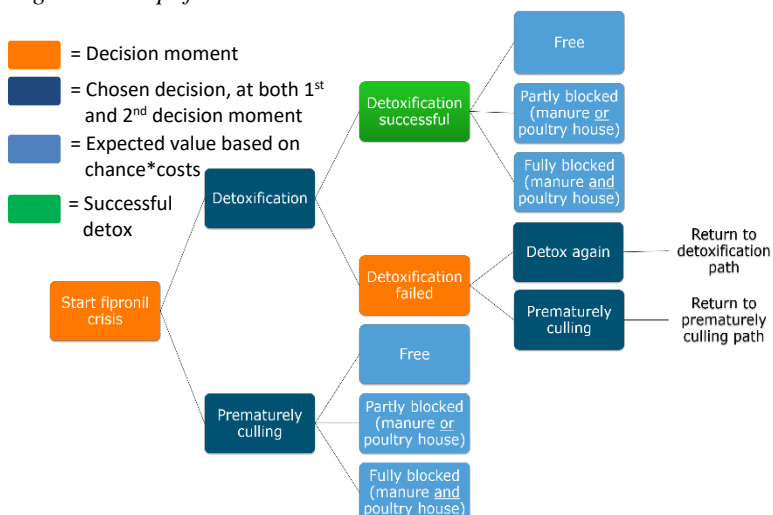 = Decision moment
= Chosen decision, at both 1st
and 2nd decision moment
= Expected value based on
chance*costs
= Successful
detox
Start fipronil
crisis
Detoxification
Prematurely
culling
Detoxification
successful
Detoxification
failed
Free
Partly blocked
(manure or
poultry house)
Fully blocked
(manure and
poultry house)
Free
Partly blocked
(manure or
poultry house)
Fully blocked
(manure and
poultry house)
Detox again
Prematurely
culling
Return to
detoxification
path
Return to
prematurely
culling path